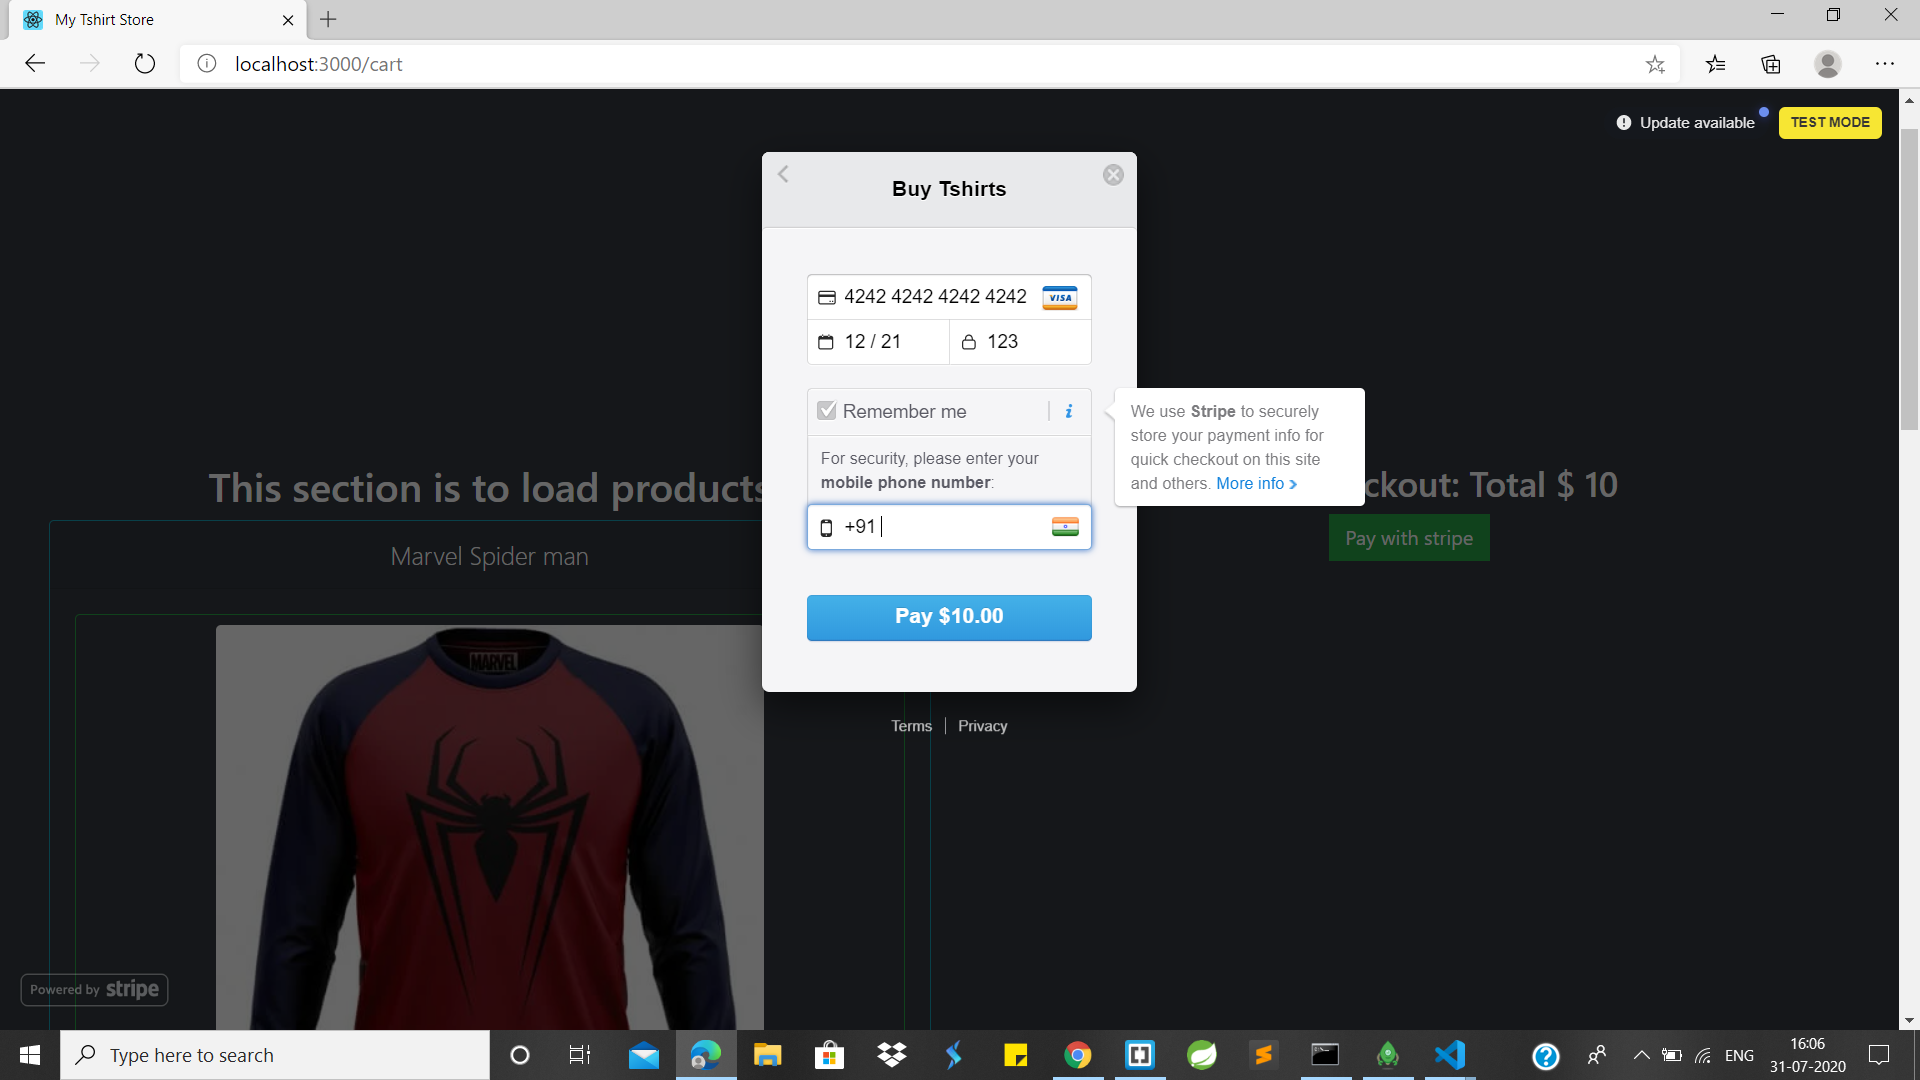 My Tshirt Store
localhost:3000/cart
Update available
TEST MODE
Buy Tshirts
4242 4242 4242 4242
VISA
12 / 21
123
Remember me
i
For security, please enter your
mobile phone number:
+91
Pay $10.00
We use Stripe to securely
store your payment info for
quick checkout on this site
and others. More info
This section is to load products
ckout: Total $ 10
Pay with stripe
Marvel Spider man
MARVEL
Terms
Privacy
Powered by stripe
Type here to search
ENG
16:06
31-07-2020